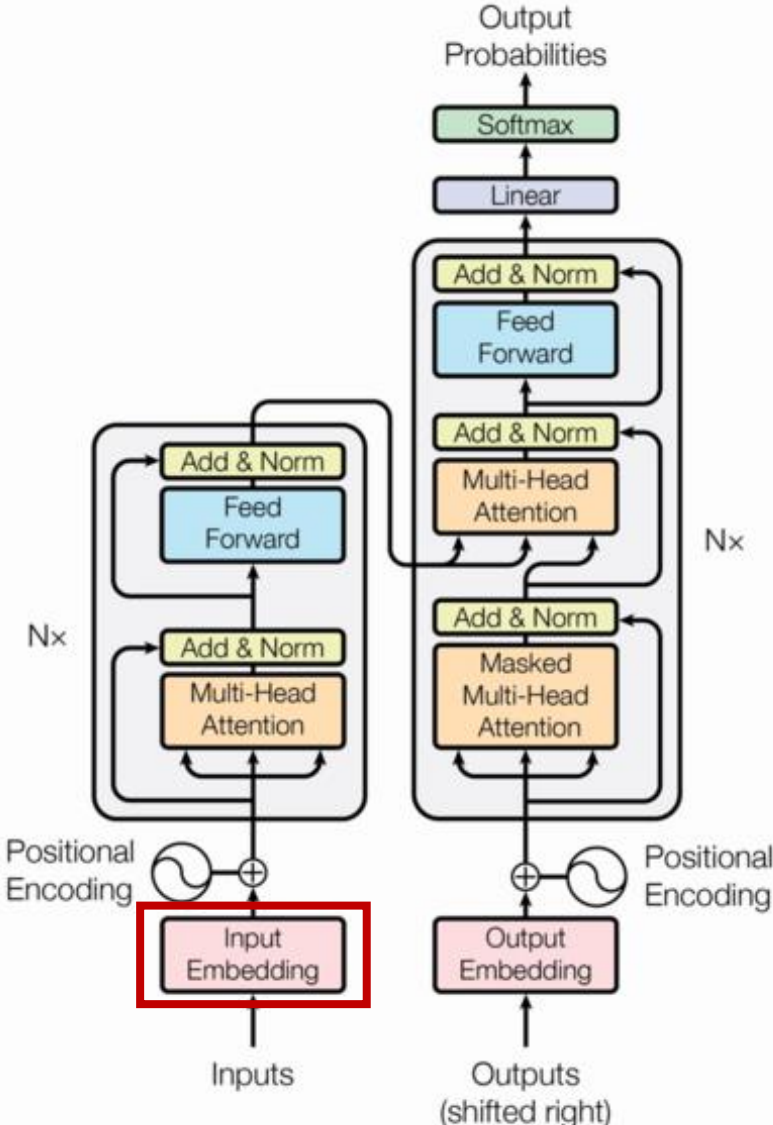 Output
Probabilities
Softmax
Linear
Add & Norm
Feed
Forward
Add & Norm
Multi-Head
Attention
Nx
Add & Norm
Masked
Multi-Head
Attention
Add & Norm
Feed
Forward
Nx
Add & Norm
Multi-Head
Attention
Positional
Encoding
Positional
Encoding
Input
Embedding
Output
Embedding
Inputs
Outputs
(shifted right)